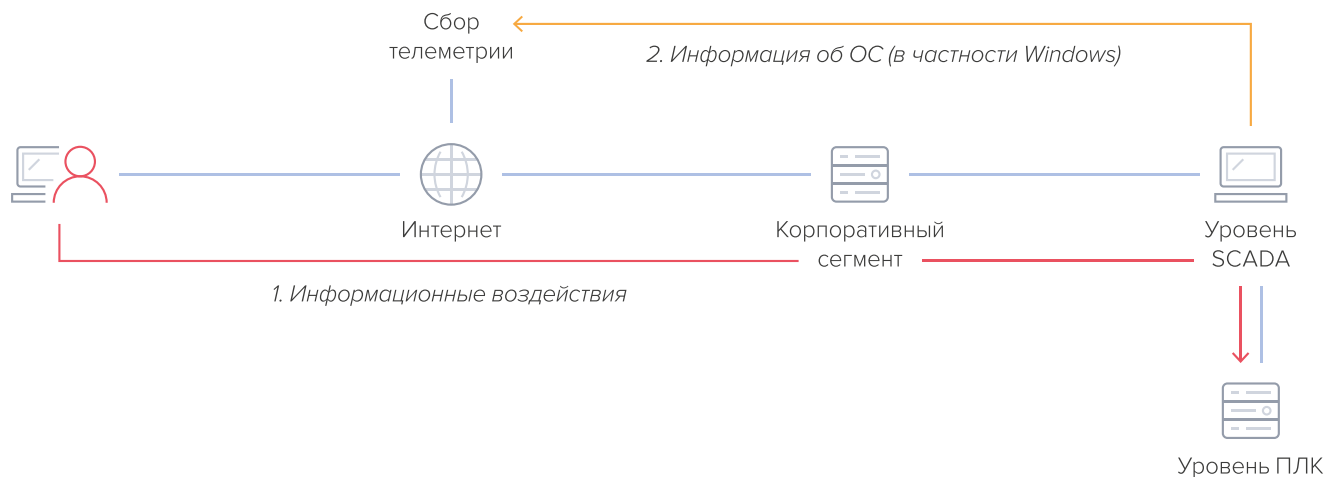 Сбор
телеметрии
2. Информация об ОС (в частности Windows)
Интернет
Корпоративный
сегмент
Уровень
SCADA
1. Информационные воздействия
Уровень ПЛК